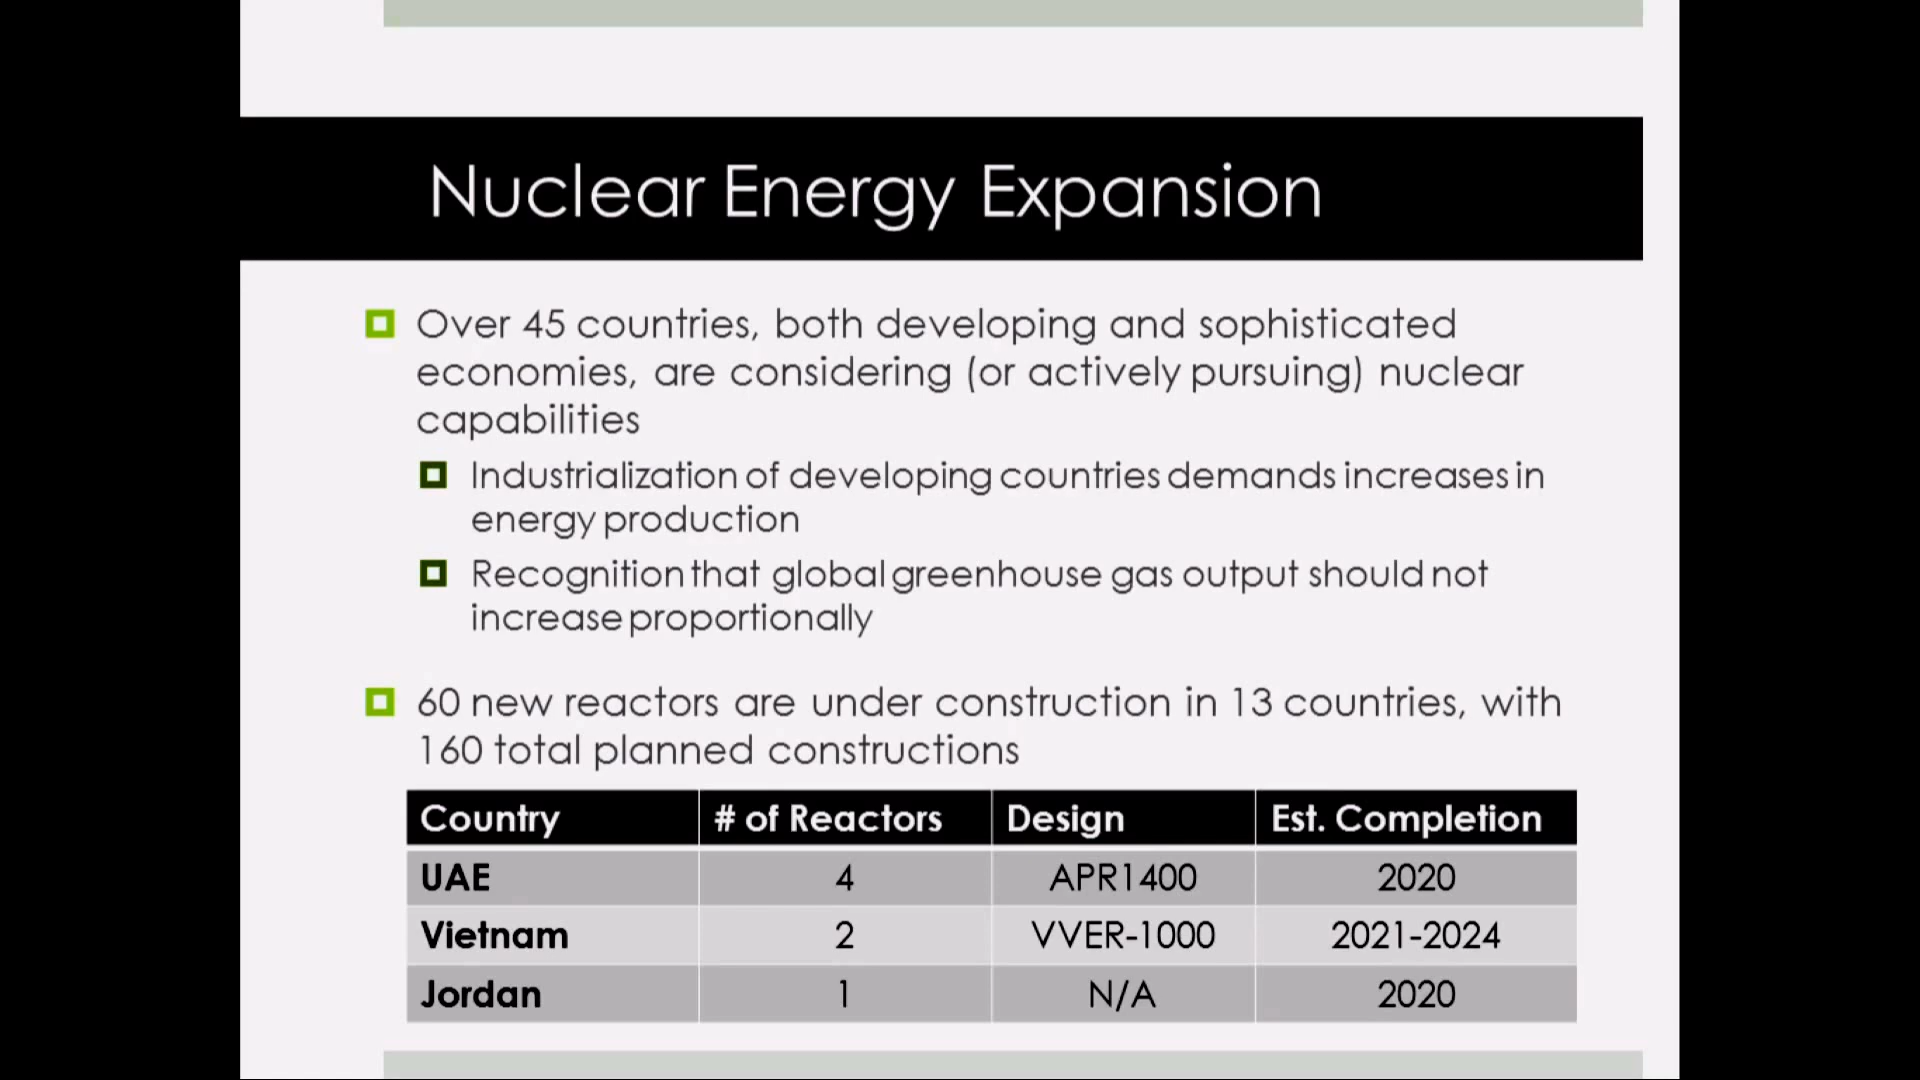 Nuclear Energy Expansion
Over 45 countries, both developing and sophisticated
economies, are considering (or actively pursuing) nuclear
capabilities
Industrialization of developing countries demands increases in
energy production
Recognition that global greenhouse gas output should not
increase proportionally
60 new reactors are under construction in 13 countries, with
160 total planned constructions
Country # of Reactors Design Est. Completion
UAE 4 APR1400 2020
Vietnam 2 VVER-1000 2021-2024
Jordan 1 N/A 2020